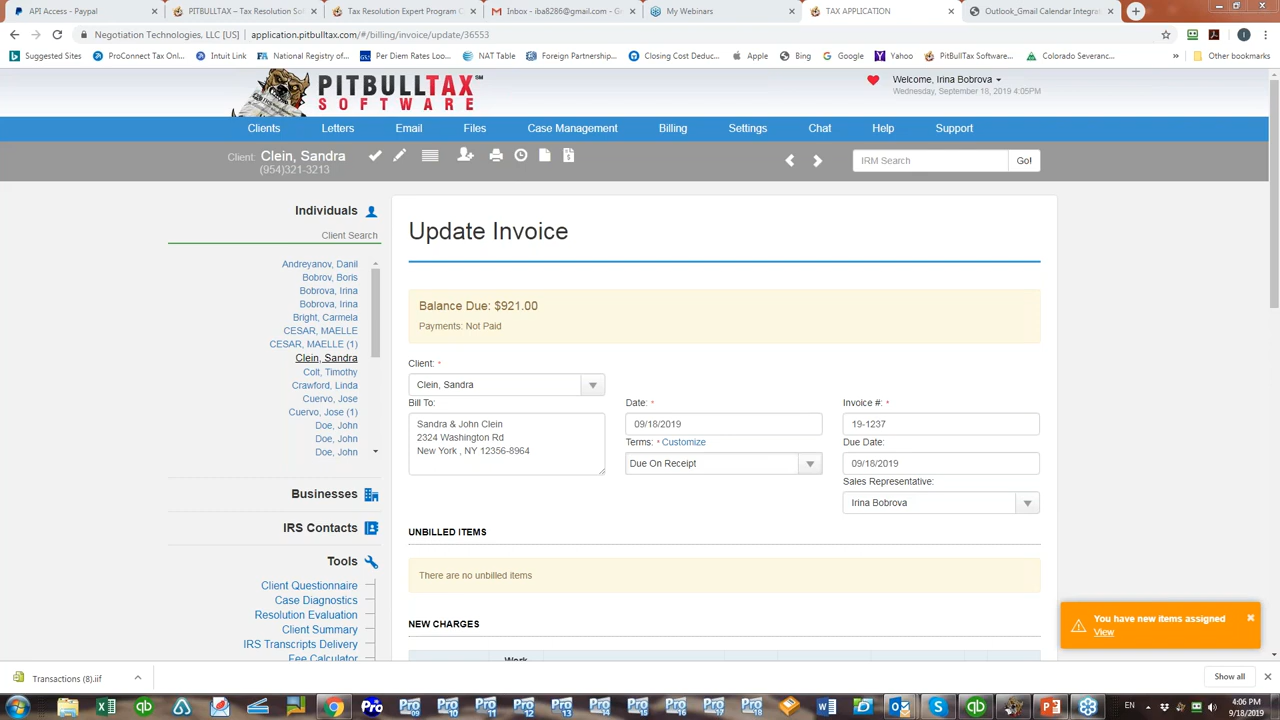 API Access - Paypal
PITBULLTAX – Tax Resolution Sof
Tax Resolution Expert Program C
Inbox - iba8286@gmail.com - G
My Webinars
TAX APPLICATION
Outlook_Gmail Calendar Integra
Negotiation Technologies, LLC [US] | application.pitbulltax.com/#/billing/invoice/update/36553
Suggested Sites
ProConnect Tax Onl...
Intuit Link
National Registry of...
Per Diem Rates Loo...
NAT Table
Foreign Partnership...
Closing Cost Deduc...
Apple
Bing
Google
Yahoo
PitBullTax Software...
Colorado Severanc...
»
Other bookmarks
PITBULLTAX™
SOFTWARE
Welcome, Irina Bobrova
Wednesday, September 18, 2019 4:05PM
Clients
Letters
Email
Files
Case Management
Billing
Settings
Chat
Help
Support
Client: Clein, Sandra
(954)321-3213
IRM Search
Go!
Individuals
Client Search
Andreyanov, Danil
Bobrov, Boris
Bobrova, Irina
Bobrova, Irina
Bright, Carmela
CESAR, MAELLE
CESAR, MAELLE (1)
Clein, Sandra
Colt, Timothy
Crawford, Linda
Cuervo, Jose
Cuervo, Jose (1)
Doe, John
Doe, John
Doe, John
Businesses
IRS Contacts
Tools
Client Questionnaire
Case Diagnostics
Resolution Evaluation
Client Summary
IRS Transcripts Delivery
Fee Calculator
Update Invoice
Balance Due: $921.00
Payments: Not Paid
Client: *
Clein, Sandra
Bill To:
Sandra & John Clein
2324 Washington Rd
New York , NY 12356-8964
Date: *
09/18/2019
Terms: * Customize
Due On Receipt
Invoice #: *
19-1237
Due Date:
09/18/2019
Sales Representative:
Irina Bobrova
UNBILLED ITEMS
There are no unbilled items
NEW CHARGES
Work
You have new items assigned
View
Transactions (8).iif
Show all
EN
4:06 PM
9/18/2019